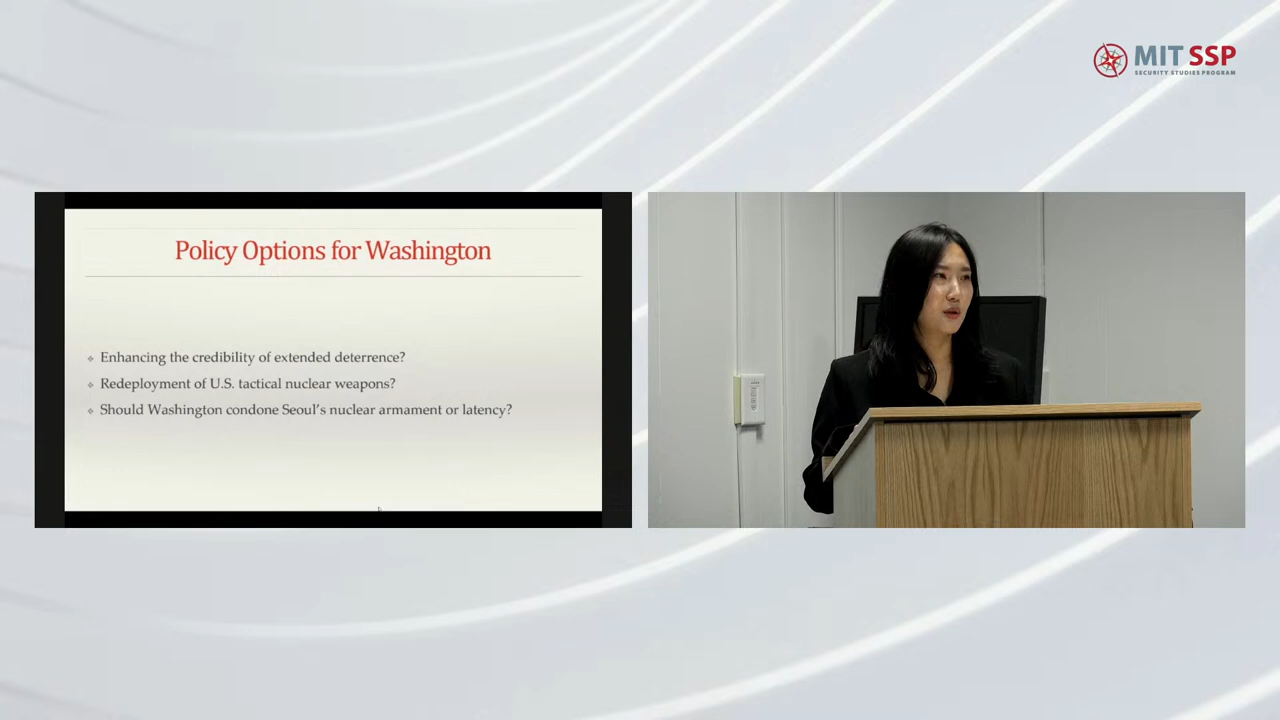 MIT SSP
SECURITY STUDIES PROGRAM
Policy Options for Washington
Enhancing the credibility of extended deterrence?
Redeployment of U.S. tactical nuclear weapons?
Should Washington condone Seoul's nuclear armament or latency?